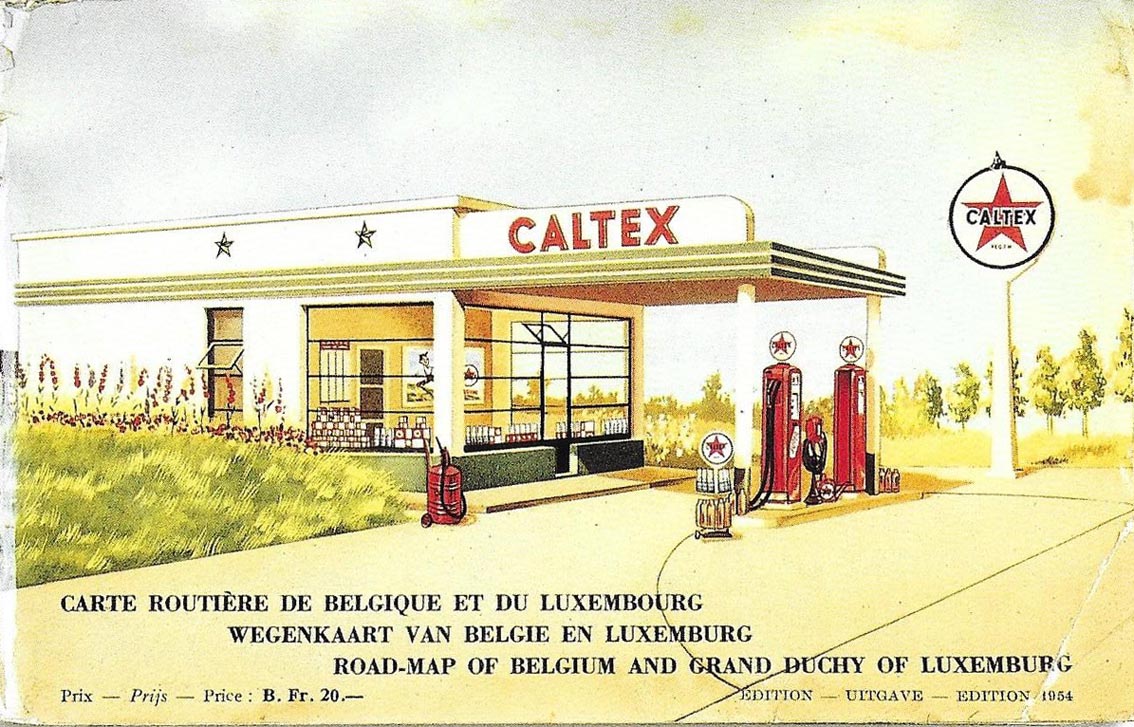 CALTEX
CALTEX
CARTE ROUTIÈRE DE BELGIQUE ET DU LUXEMBOURG
WEGENKAART VAN BELGIE EN LUXEMBURG
ROAD-MAP OF BELGIUM AND GRAND DUCHY OF LUXEMBURG
Prix — Prijs — Price : B. Fr. 20.—
EDITION — UITGAVE — EDITION 1954